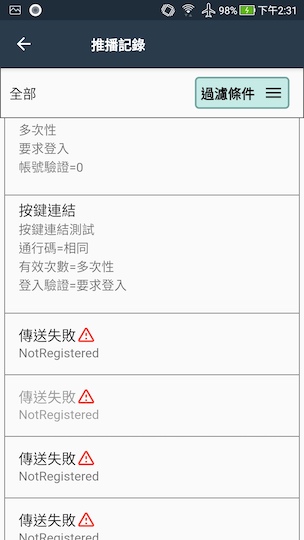 98% 下午2:31
推播記錄
全部
過濾條件
多次性
要求登入
帳號驗證=0
按鍵連結
按鍵連結測試
通行碼=相同
有效次數=多次性
登入驗證=要求登入
傳送失敗
NotRegistered
傳送失敗
NotRegistered
傳送失敗
NotRegistered
傳送失敗
NotRegistered